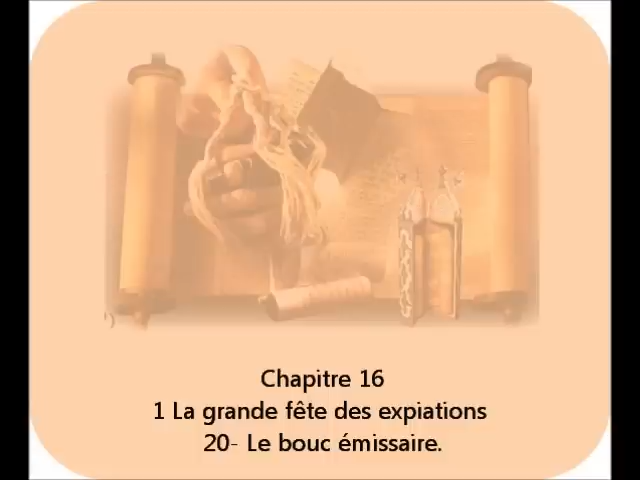 Chapitre 16
1 La grande fête des expiations
20- Le bouc émissaire.